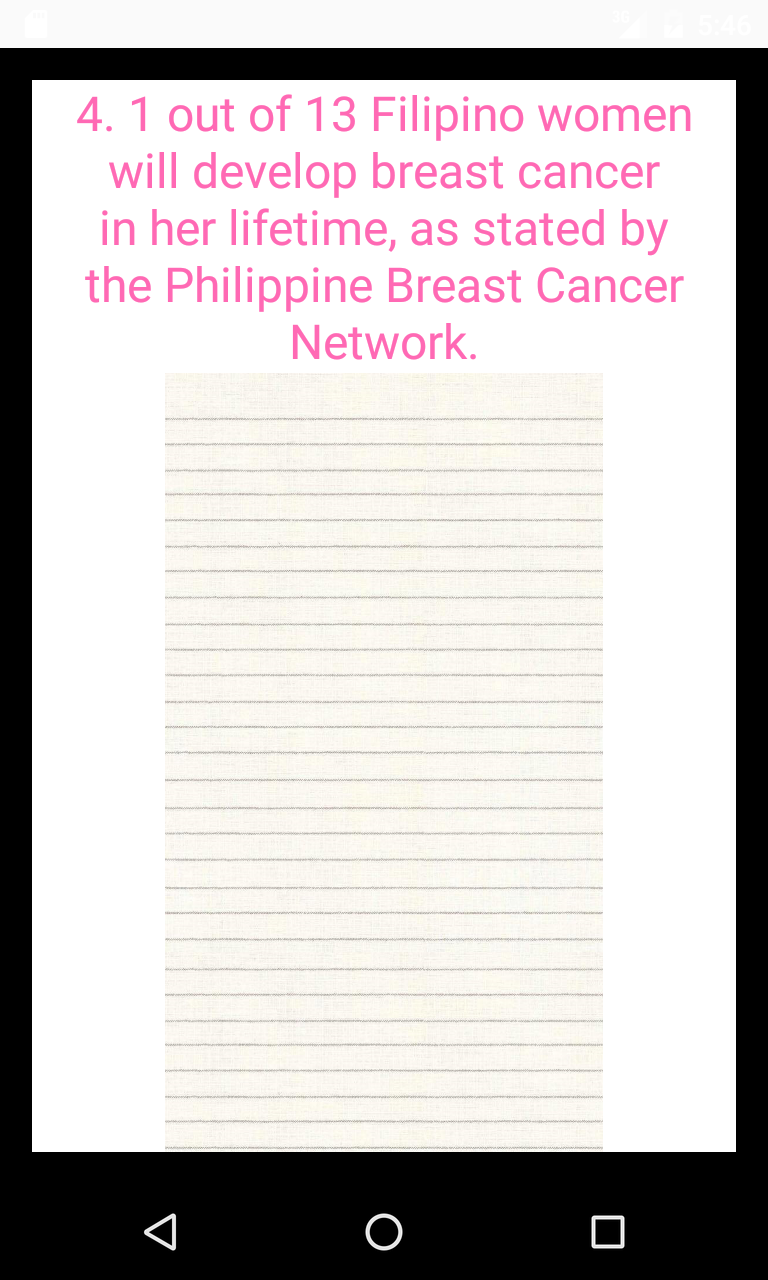 3G 5:46
4. 1 out of 13 Filipino women
will develop breast cancer
in her lifetime, as stated by
the Philippine Breast Cancer
Network.